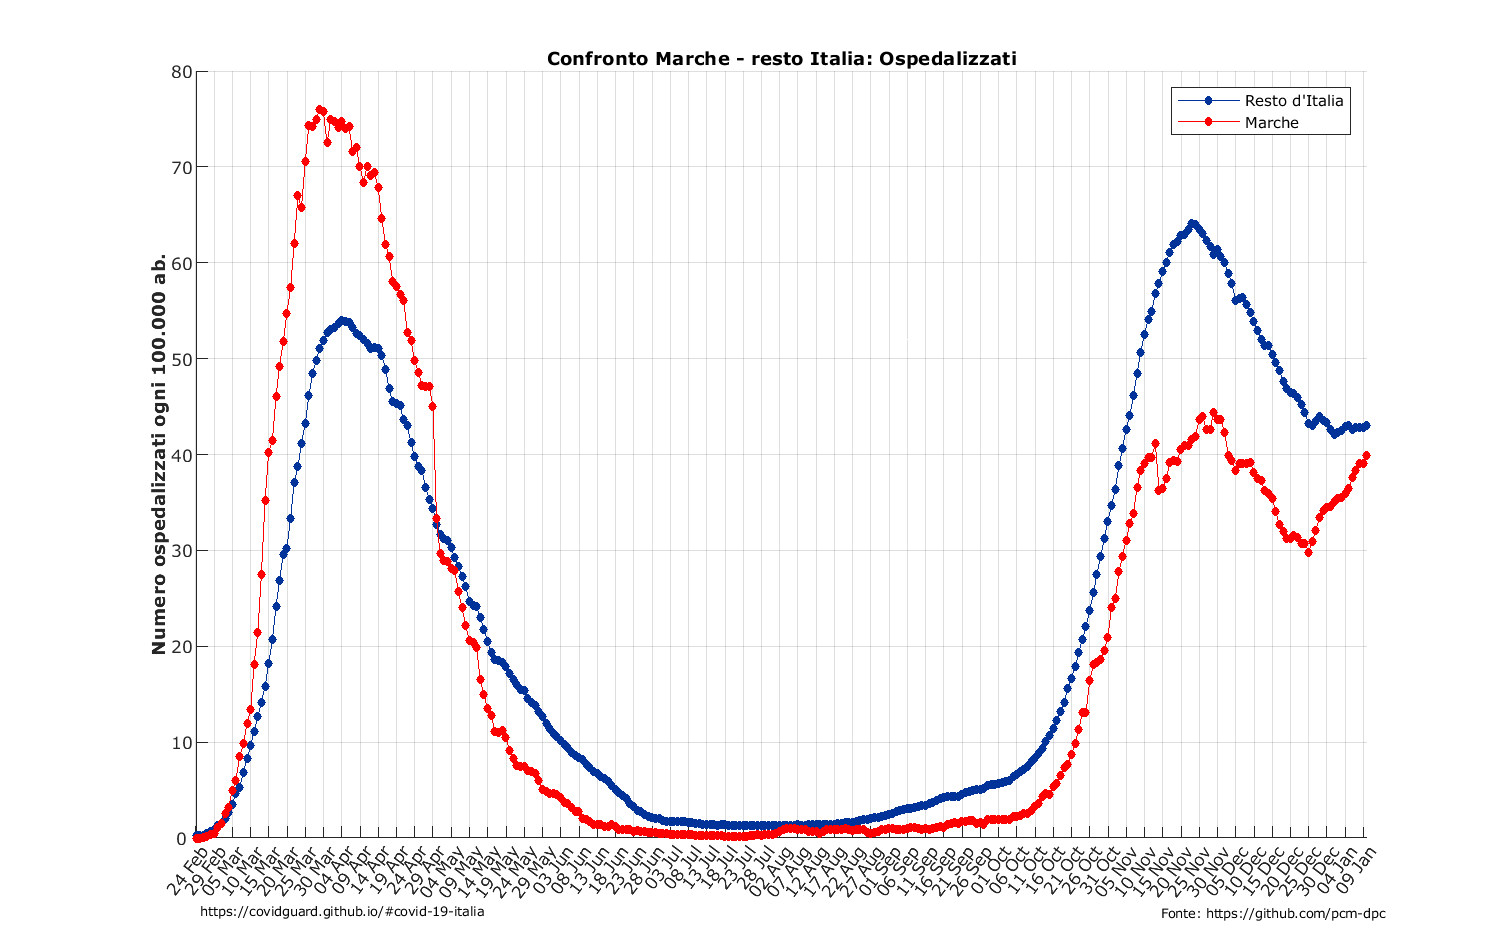 Confronto Marche - resto Italia: Ospedalizzati
Resto d'Italia
Marche
Numero ospedalizzati ogni 100.000 ab.
80
70
60
50
40
30
20
10
0
24 Feb
29 Feb
05 Mar
10 Mar
15 Mar
20 Mar
25 Mar
30 Mar
04 Apr
09 Apr
14 Apr
19 Apr
24 Apr
29 Apr
04 May
09 May
14 May
19 May
24 May
29 May
03 Jun
08 Jun
13 Jun
18 Jun
23 Jun
28 Jun
03 Jul
08 Jul
13 Jul
18 Jul
23 Jul
28 Jul
02 Aug
07 Aug
12 Aug
17 Aug
22 Aug
27 Aug
01 Sep
06 Sep
11 Sep
16 Sep
21 Sep
26 Sep
01 Oct
06 Oct
11 Oct
16 Oct
21 Oct
26 Oct
31 Oct
05 Nov
10 Nov
15 Nov
20 Nov
25 Nov
30 Nov
05 Dec
10 Dec
15 Dec
20 Dec
25 Dec
30 Dec
04 Jan
09 Jan
https://covidguard.github.io/#covid-19-italia
Fonte: https://github.com/pcm-dpc